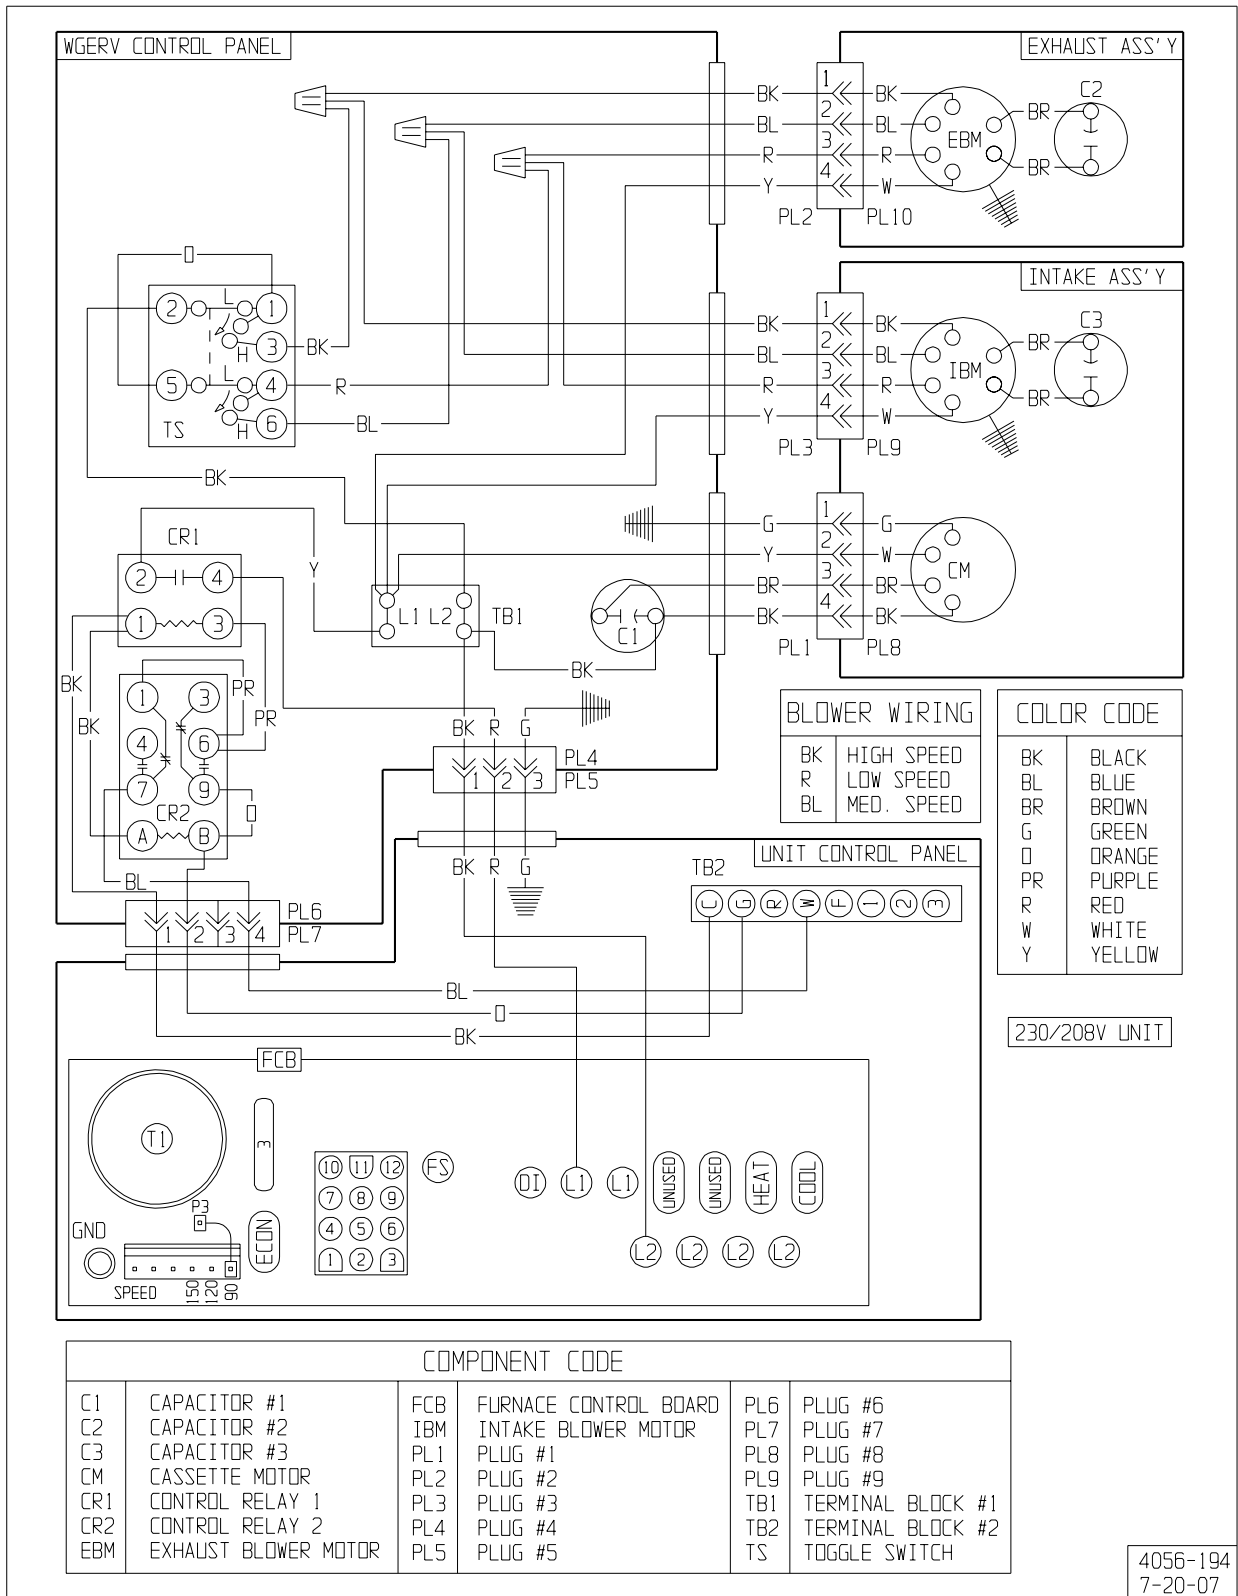 WGERV CONTROL PANEL
EXHAUST ASS'Y
C2
BK 1 BK
BL 2 BL
R 3 R
Y 4 W
EBM
BR
BR
PL2 PL10
INTAKE ASS'Y
C3
BK 1 BK
BL 2 BL
R 3 R
Y 4 W
IBM
BR
BR
PL3 PL9
G 1 G
Y 2 W
BR 3 BR
BK 4 BK
CM
PL1 PL8
O
2 L 1
H 3 BK
5 L 4 R
H 6 BL
TS
BK
CR1
2 4
1 3
Y
L1 L2 TB1
C1
BK
BK
BK
PR
PR
1 3
4 6
7 9
CR2
A B
O
BL
BK R G
PL4
1 2 3 PL5
BK R G
PL6
1 2 3 4 PL7
BLOWER WIRING
BK HIGH SPEED
R LOW SPEED
BL MED. SPEED
COLOR CODE
BK BLACK
BL BLUE
BR BROWN
G GREEN
O ORANGE
PR PURPLE
R RED
W WHITE
Y YELLOW
UNIT CONTROL PANEL
TB2
C G R W F 1 2 3
BL
O
BK
230/208V UNIT
FCB
T1
3
10 11 12
7 8 9
4 5 6
1 2 3
FS
DI L1 L1 UNUSED UNUSED HEAT COOL
L2 L2 L2 L2
P3
GND
ECON
SPEED 150 120 90
COMPONENT CODE
C1 CAPACITOR #1 FCB FURNACE CONTROL BOARD PL6 PLUG #6
C2 CAPACITOR #2 IBM INTAKE BLOWER MOTOR PL7 PLUG #7
C3 CAPACITOR #3 PL1 PLUG #1 PL8 PLUG #8
CM CASSETTE MOTOR PL2 PLUG #2 PL9 PLUG #9
CR1 CONTROL RELAY 1 PL3 PLUG #3 TB1 TERMINAL BLOCK #1
CR2 CONTROL RELAY 2 PL4 PLUG #4 TB2 TERMINAL BLOCK #2
EBM EXHAUST BLOWER MOTOR PL5 PLUG #5 TS TOGGLE SWITCH
4056-194
7-20-07